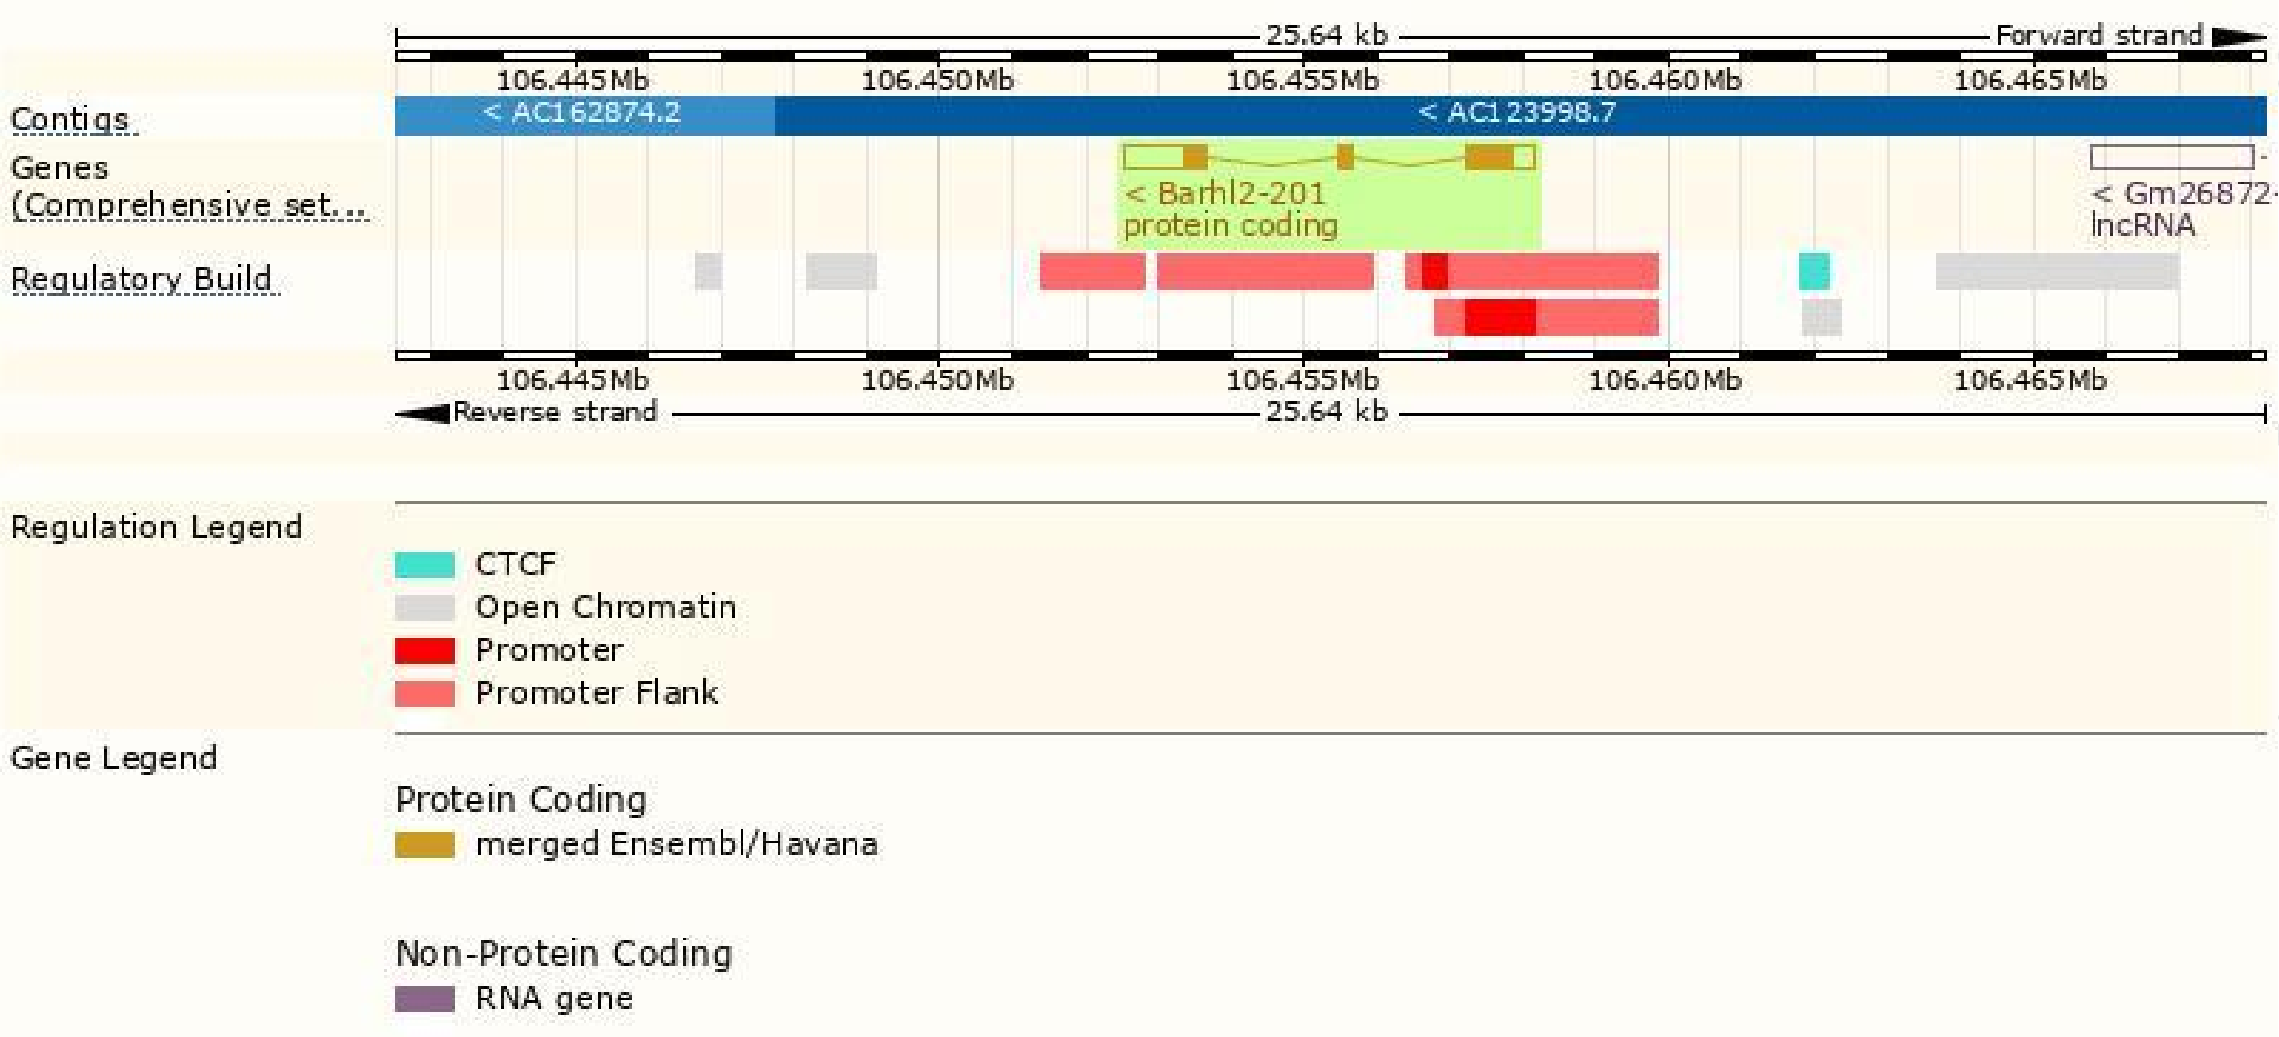 25.64 kb
Forward strand
106.445Mb 106.450Mb 106.455Mb 106.460Mb 106.465Mb
Contigs
< AC162874.2
< AC123998.7
Genes
(Comprehensive set...
< Barhl2-201
protein coding
< Gm26872-
lncRNA
Regulatory Build
106.445Mb 106.450Mb 106.455Mb 106.460Mb 106.465Mb
Reverse strand
25.64 kb
Regulation Legend
CTCF
Open Chromatin
Promoter
Promoter Flank
Gene Legend
Protein Coding
merged Ensembl/Havana
Non-Protein Coding
RNA gene